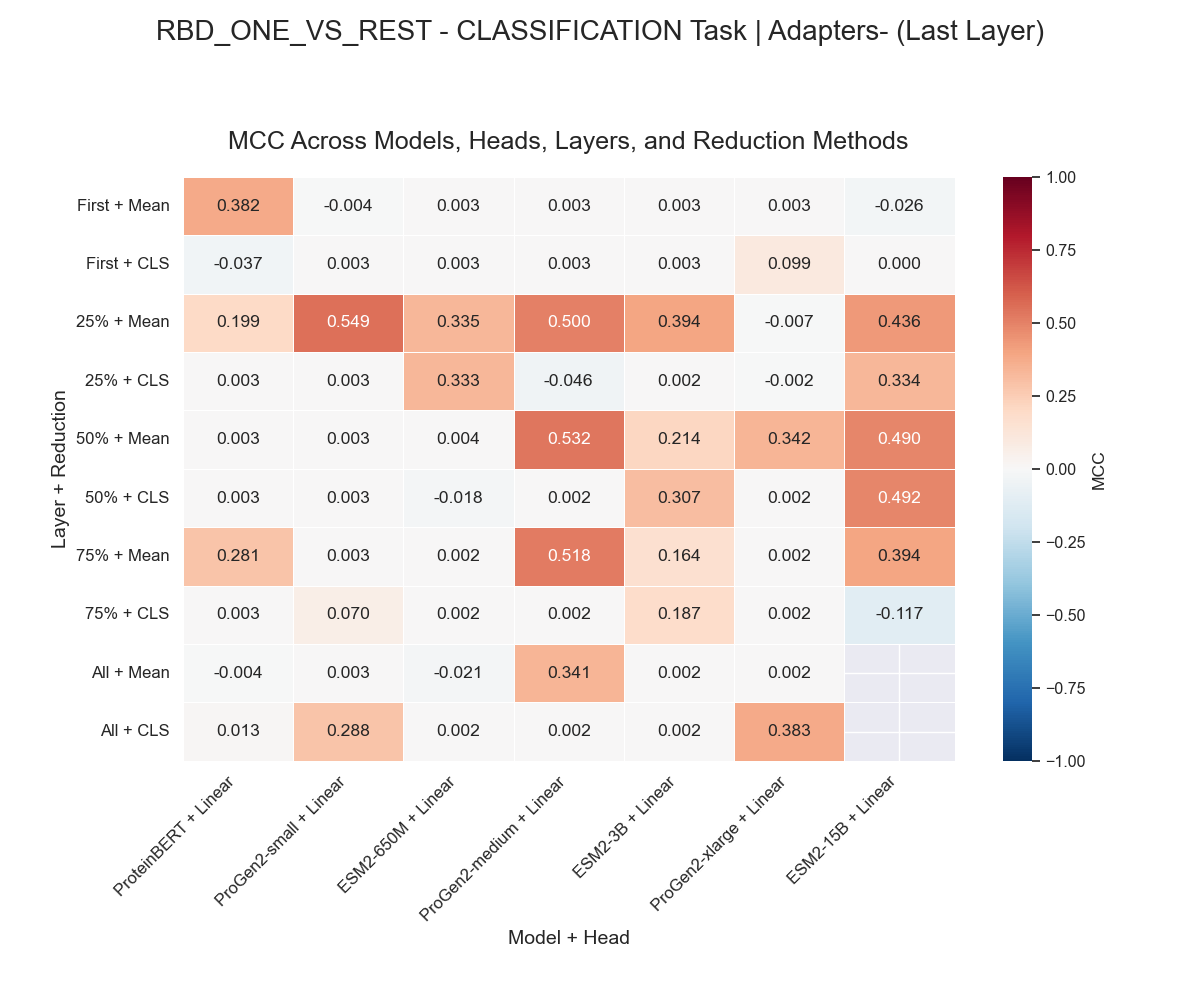 RBD_ONE_VS_REST - CLASSIFICATION Task | Adapters- (Last Layer)
MCC Across Models, Heads, Layers, and Reduction Methods
Layer + Reduction
First + Mean 0.382 -0.004 0.003 0.003 0.003 0.003 -0.026
First + CLS -0.037 0.003 0.003 0.003 0.003 0.099 0.000
25% + Mean 0.199 0.549 0.335 0.500 0.394 -0.007 0.436
25% + CLS 0.003 0.003 0.333 -0.046 0.002 -0.002 0.334
50% + Mean 0.003 0.003 0.004 0.532 0.214 0.342 0.490
50% + CLS 0.003 0.003 -0.018 0.002 0.307 0.002 0.492
75% + Mean 0.281 0.003 0.002 0.518 0.164 0.002 0.394
75% + CLS 0.003 0.070 0.002 0.002 0.187 0.002 -0.117
All + Mean -0.004 0.003 -0.021 0.341 0.002 0.002
All + CLS 0.013 0.288 0.002 0.002 0.002 0.383
ProteinBERT + Linear
ProGen2-small + Linear
ESM2-650M + Linear
ProGen2-medium + Linear
ESM2-3B + Linear
ProGen2-xlarge + Linear
ESM2-15B + Linear
Model + Head
1.00
0.75
0.50
0.25
0.00
−0.25
−0.50
−0.75
−1.00
MCC